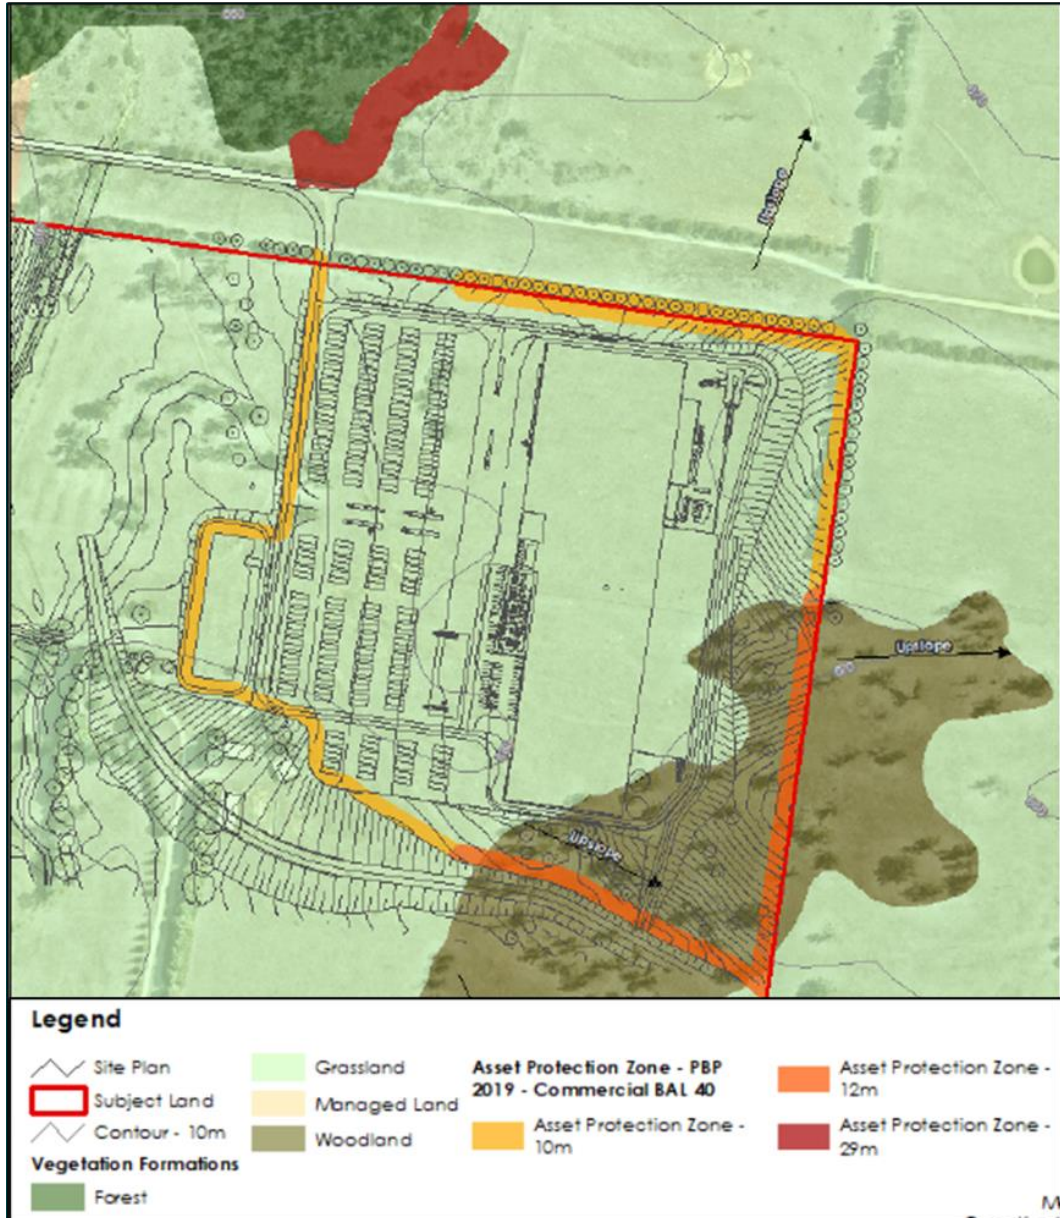 Upslope
Upslope
Upslope
Legend
Site Plan
Subject Land
Contour - 10m
Vegetation Formations
Forest
Grassland
Managed Land
Woodland
Asset Protection Zone - PBP
2019 - Commercial BAL 40
Asset Protection Zone -
10m
Asset Protection Zone -
12m
Asset Protection Zone -
29m